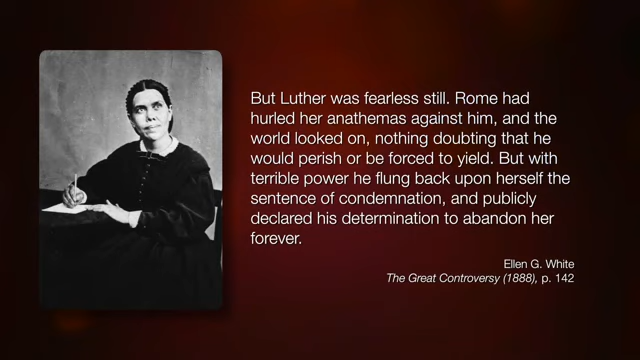 But Luther was fearless still. Rome had
hurled her anathemas against him, and the
world looked on, nothing doubting that he
would perish or be forced to yield. But with
terrible power he flung back upon herself the
sentence of condemnation, and publicly
declared his determination to abandon her
forever.
Ellen G. White
The Great Controversy (1888), p. 142